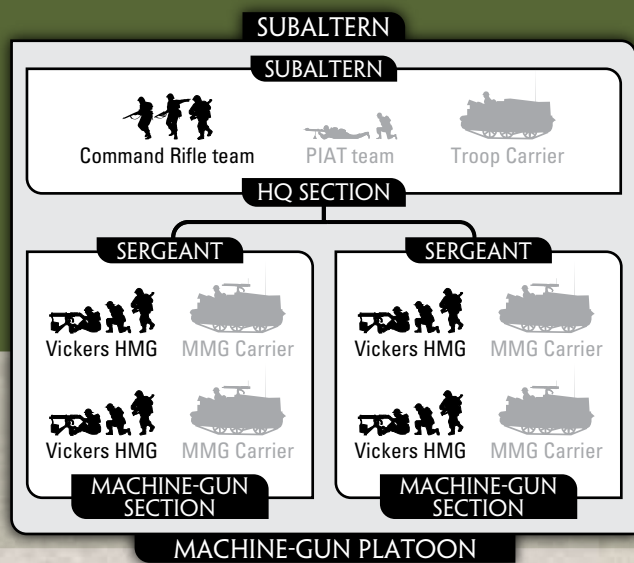 SUBALTERN
SUBALTERN
Command Rifle team
PIAT team
Troop Carrier
HQ SECTION
SERGEANT
SERGEANT
Vickers HMG
MMG Carrier
Vickers HMG
MMG Carrier
Vickers HMG
MMG Carrier
Vickers HMG
MMG Carrier
MACHINE-GUN
SECTION
MACHINE-GUN
SECTION
MACHINE-GUN PLATOON